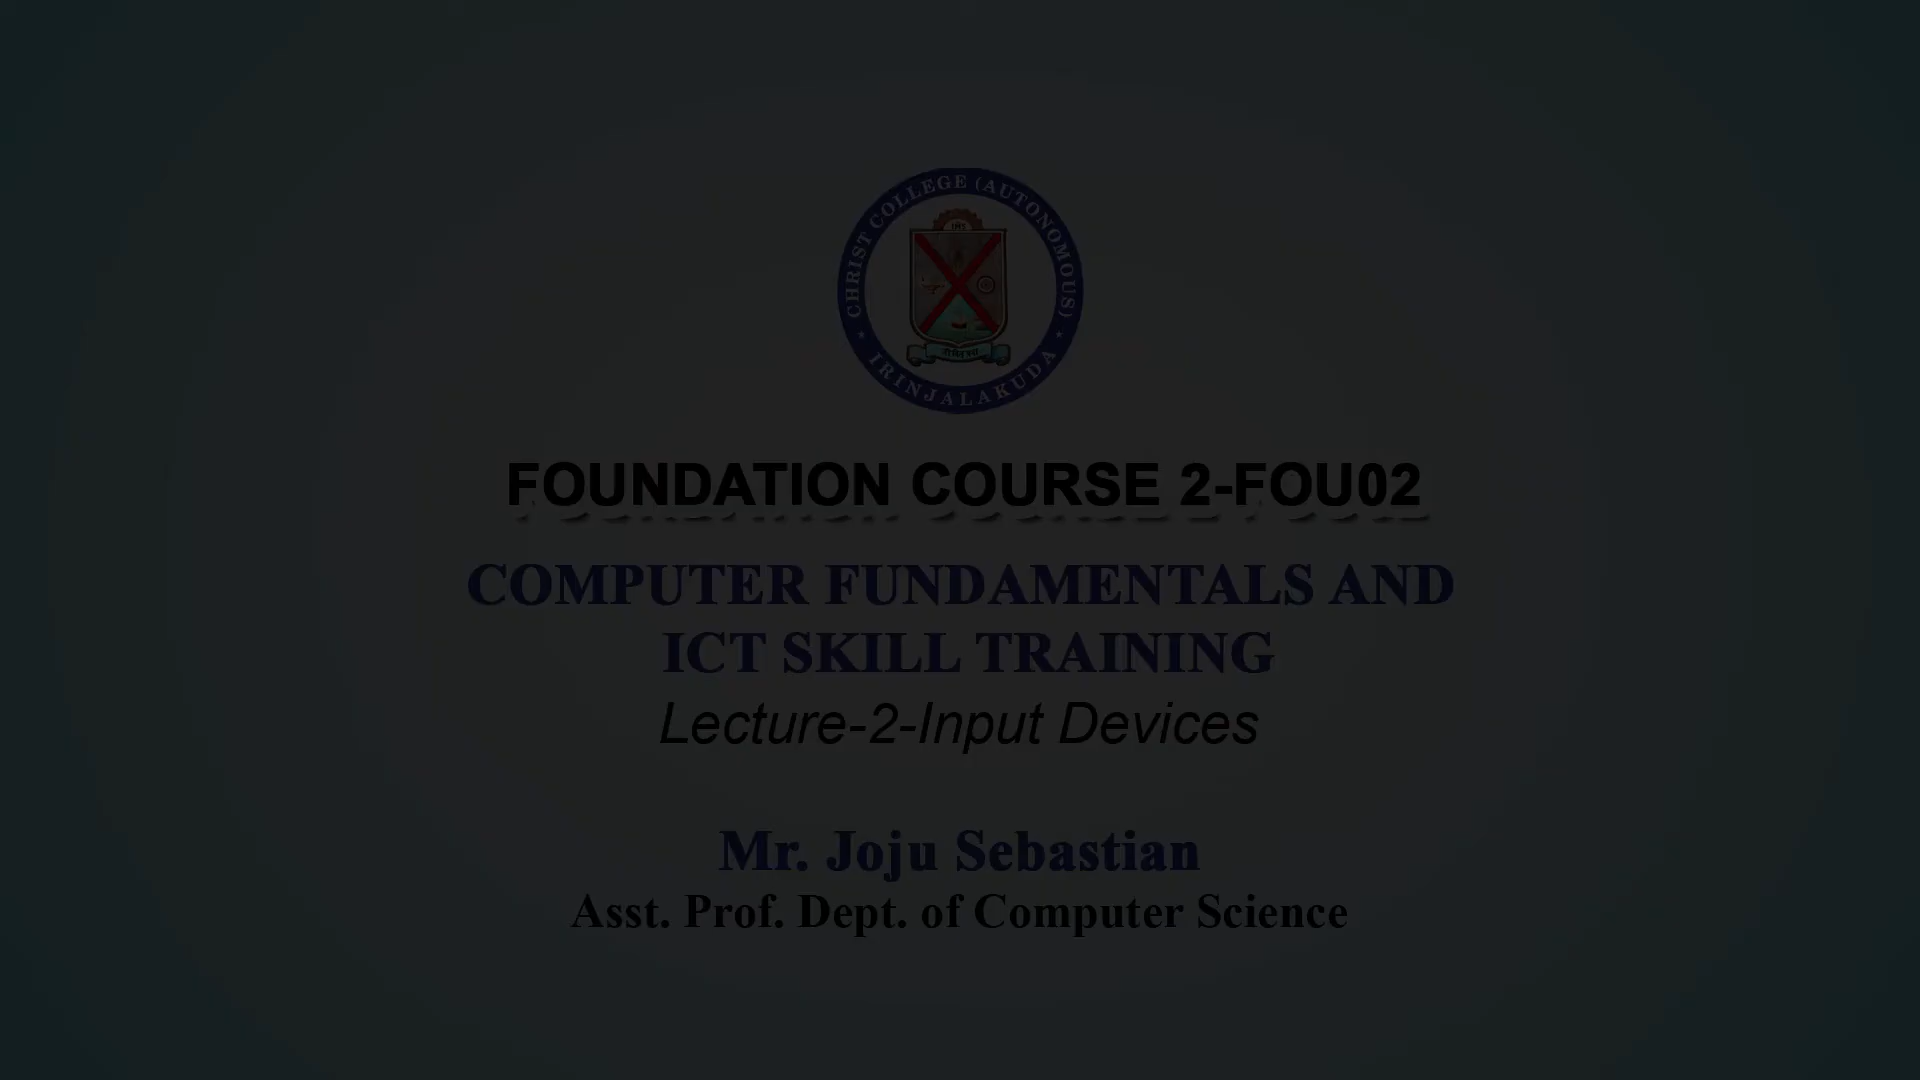 CHRIST COLLEGE (AUTONOMOUS)
IRINJALAKUDA
FOUNDATION COURSE 2-FOU02
COMPUTER FUNDAMENTALS AND
ICT SKILL TRAINING
Lecture-2-Input Devices
Mr. Joju Sebastian
Asst. Prof. Dept. of Computer Science